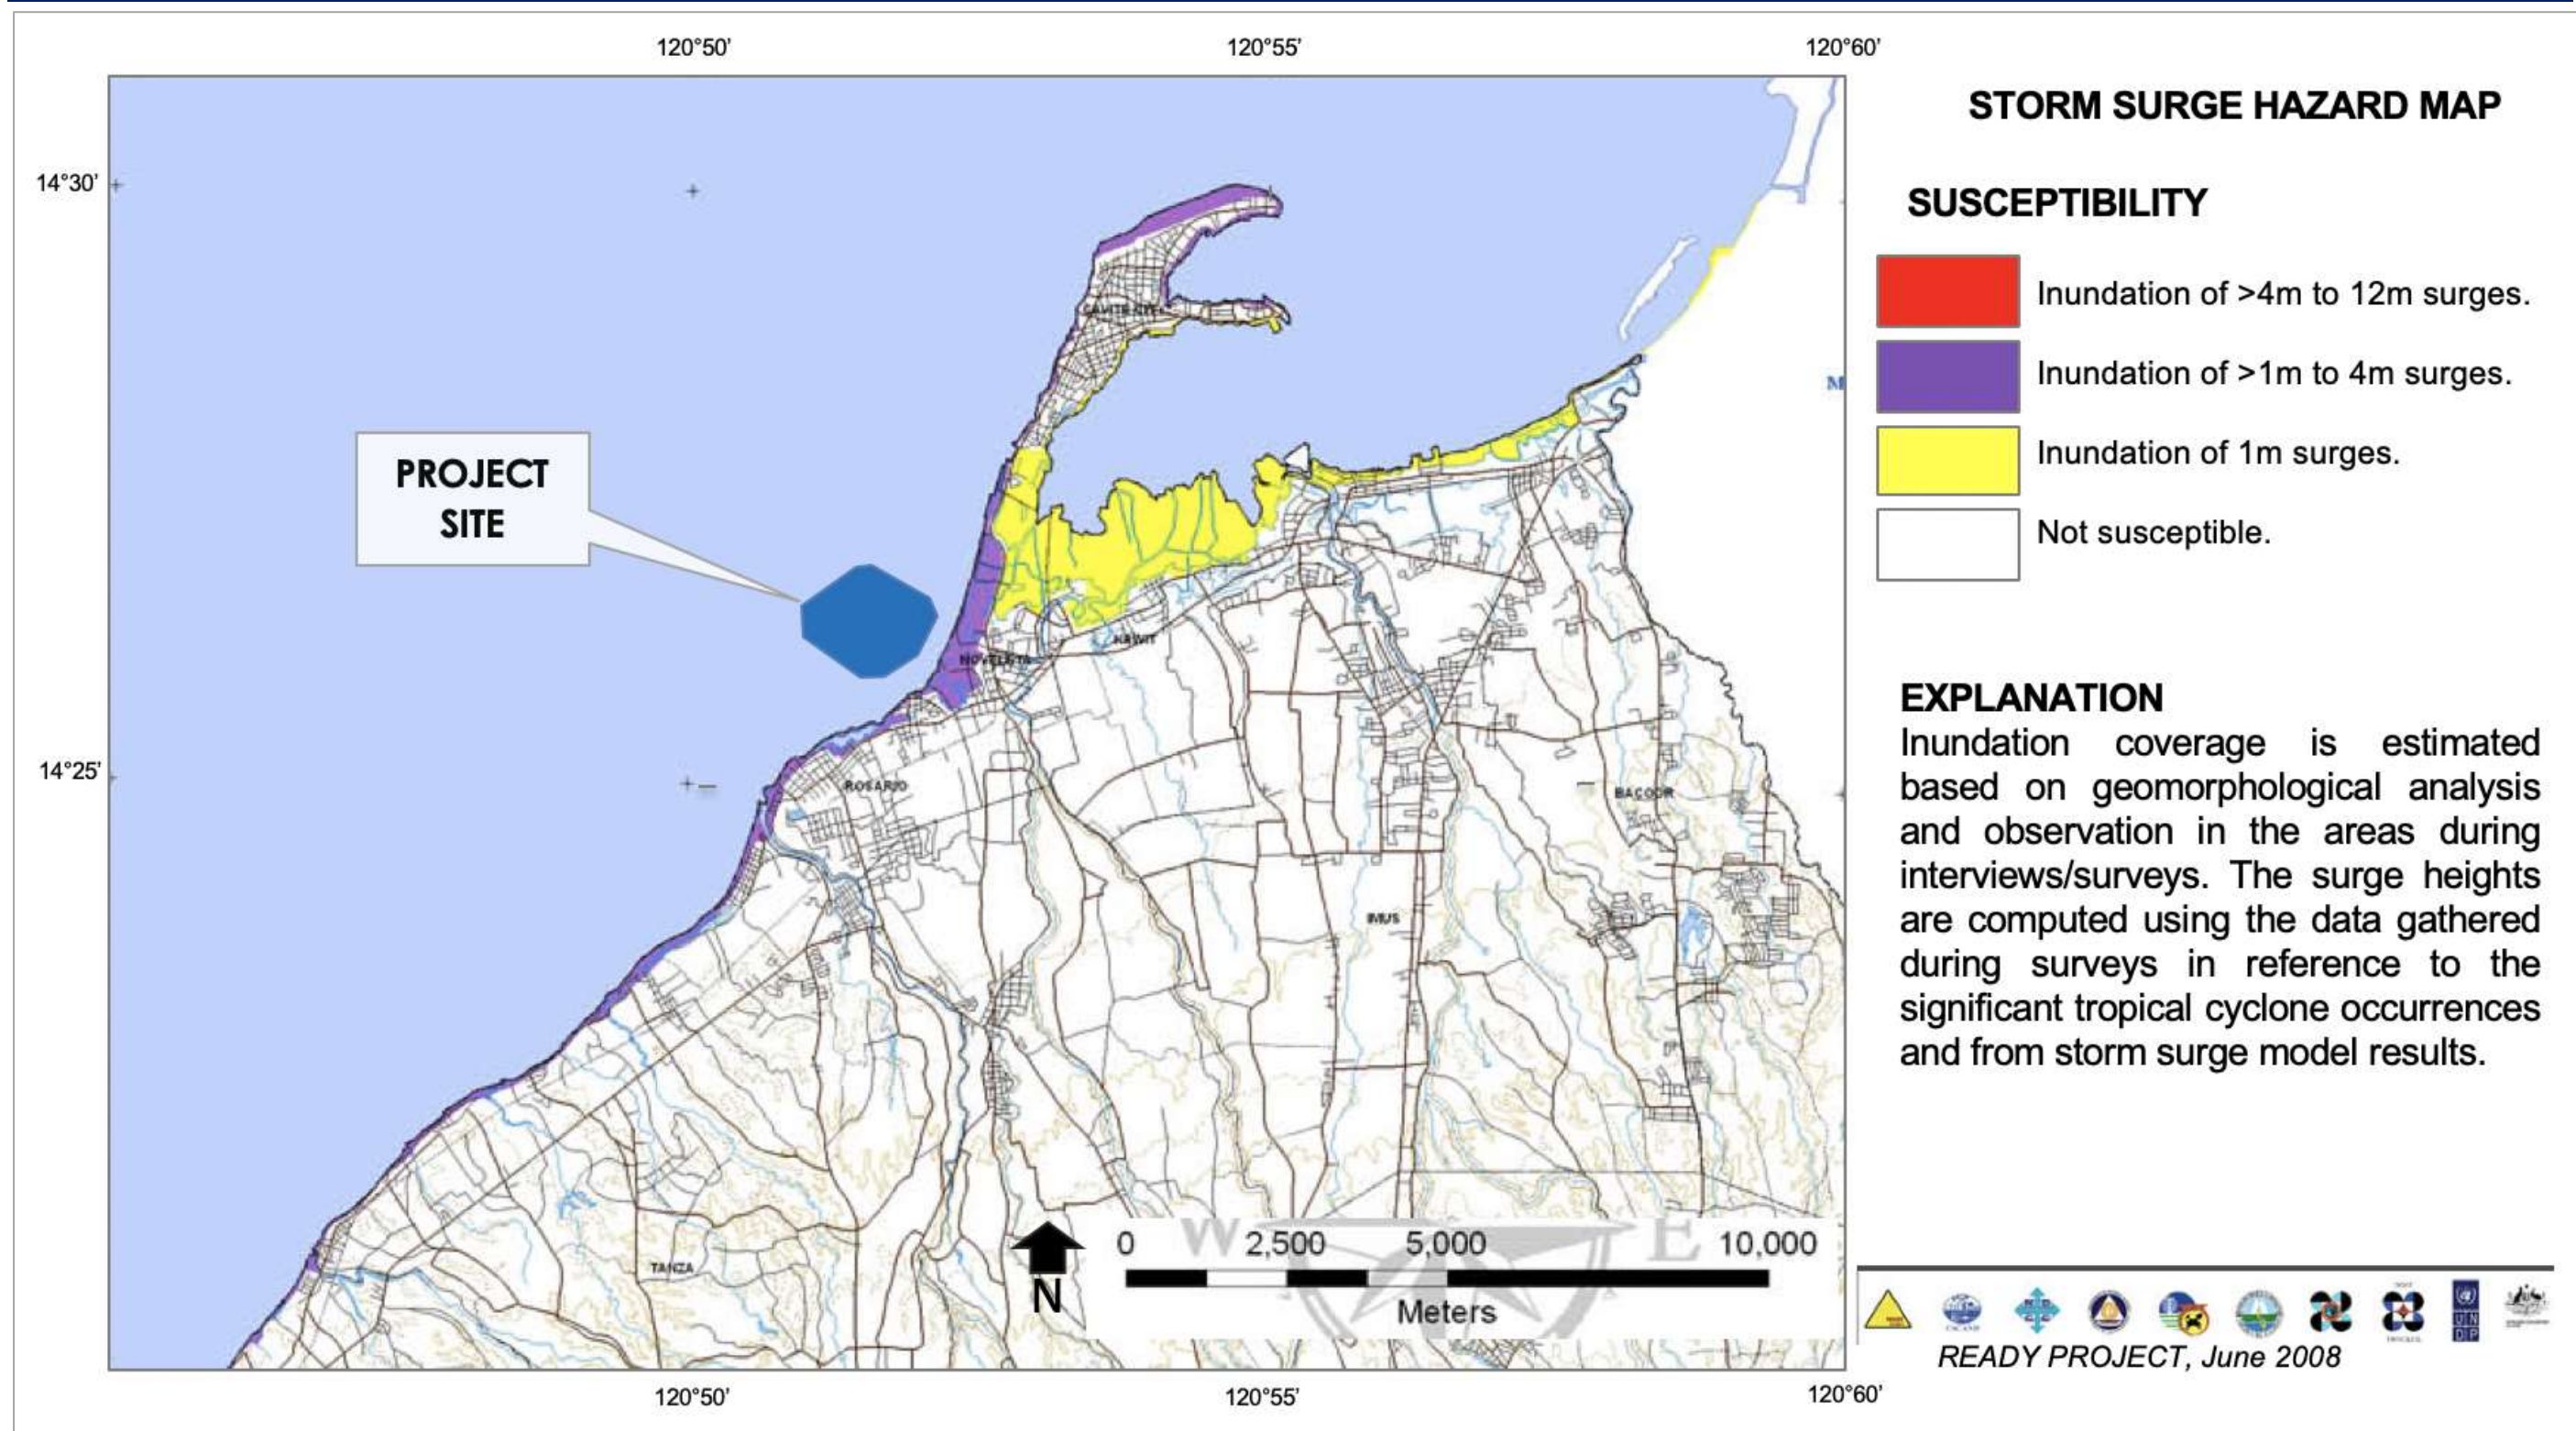 120°50'
120°55'
120°60'
14°30'
14°25'
PROJECT
SITE
NOVELETA
KAWIT
ROSARIO
BACOOR
IMUS
TANZA
M
W
E
N
0
2,500
5,000
10,000
Meters
120°50'
120°55'
120°60'
STORM SURGE HAZARD MAP
SUSCEPTIBILITY
Inundation of >4m to 12m surges.
Inundation of >1m to 4m surges.
Inundation of 1m surges.
Not susceptible.
EXPLANATION
Inundation coverage is estimated
based on geomorphological analysis
and observation in the areas during
interviews/surveys. The surge heights
are computed using the data gathered
during surveys in reference to the
significant tropical cyclone occurrences
and from storm surge model results.
UN
DP
READY PROJECT, June 2008